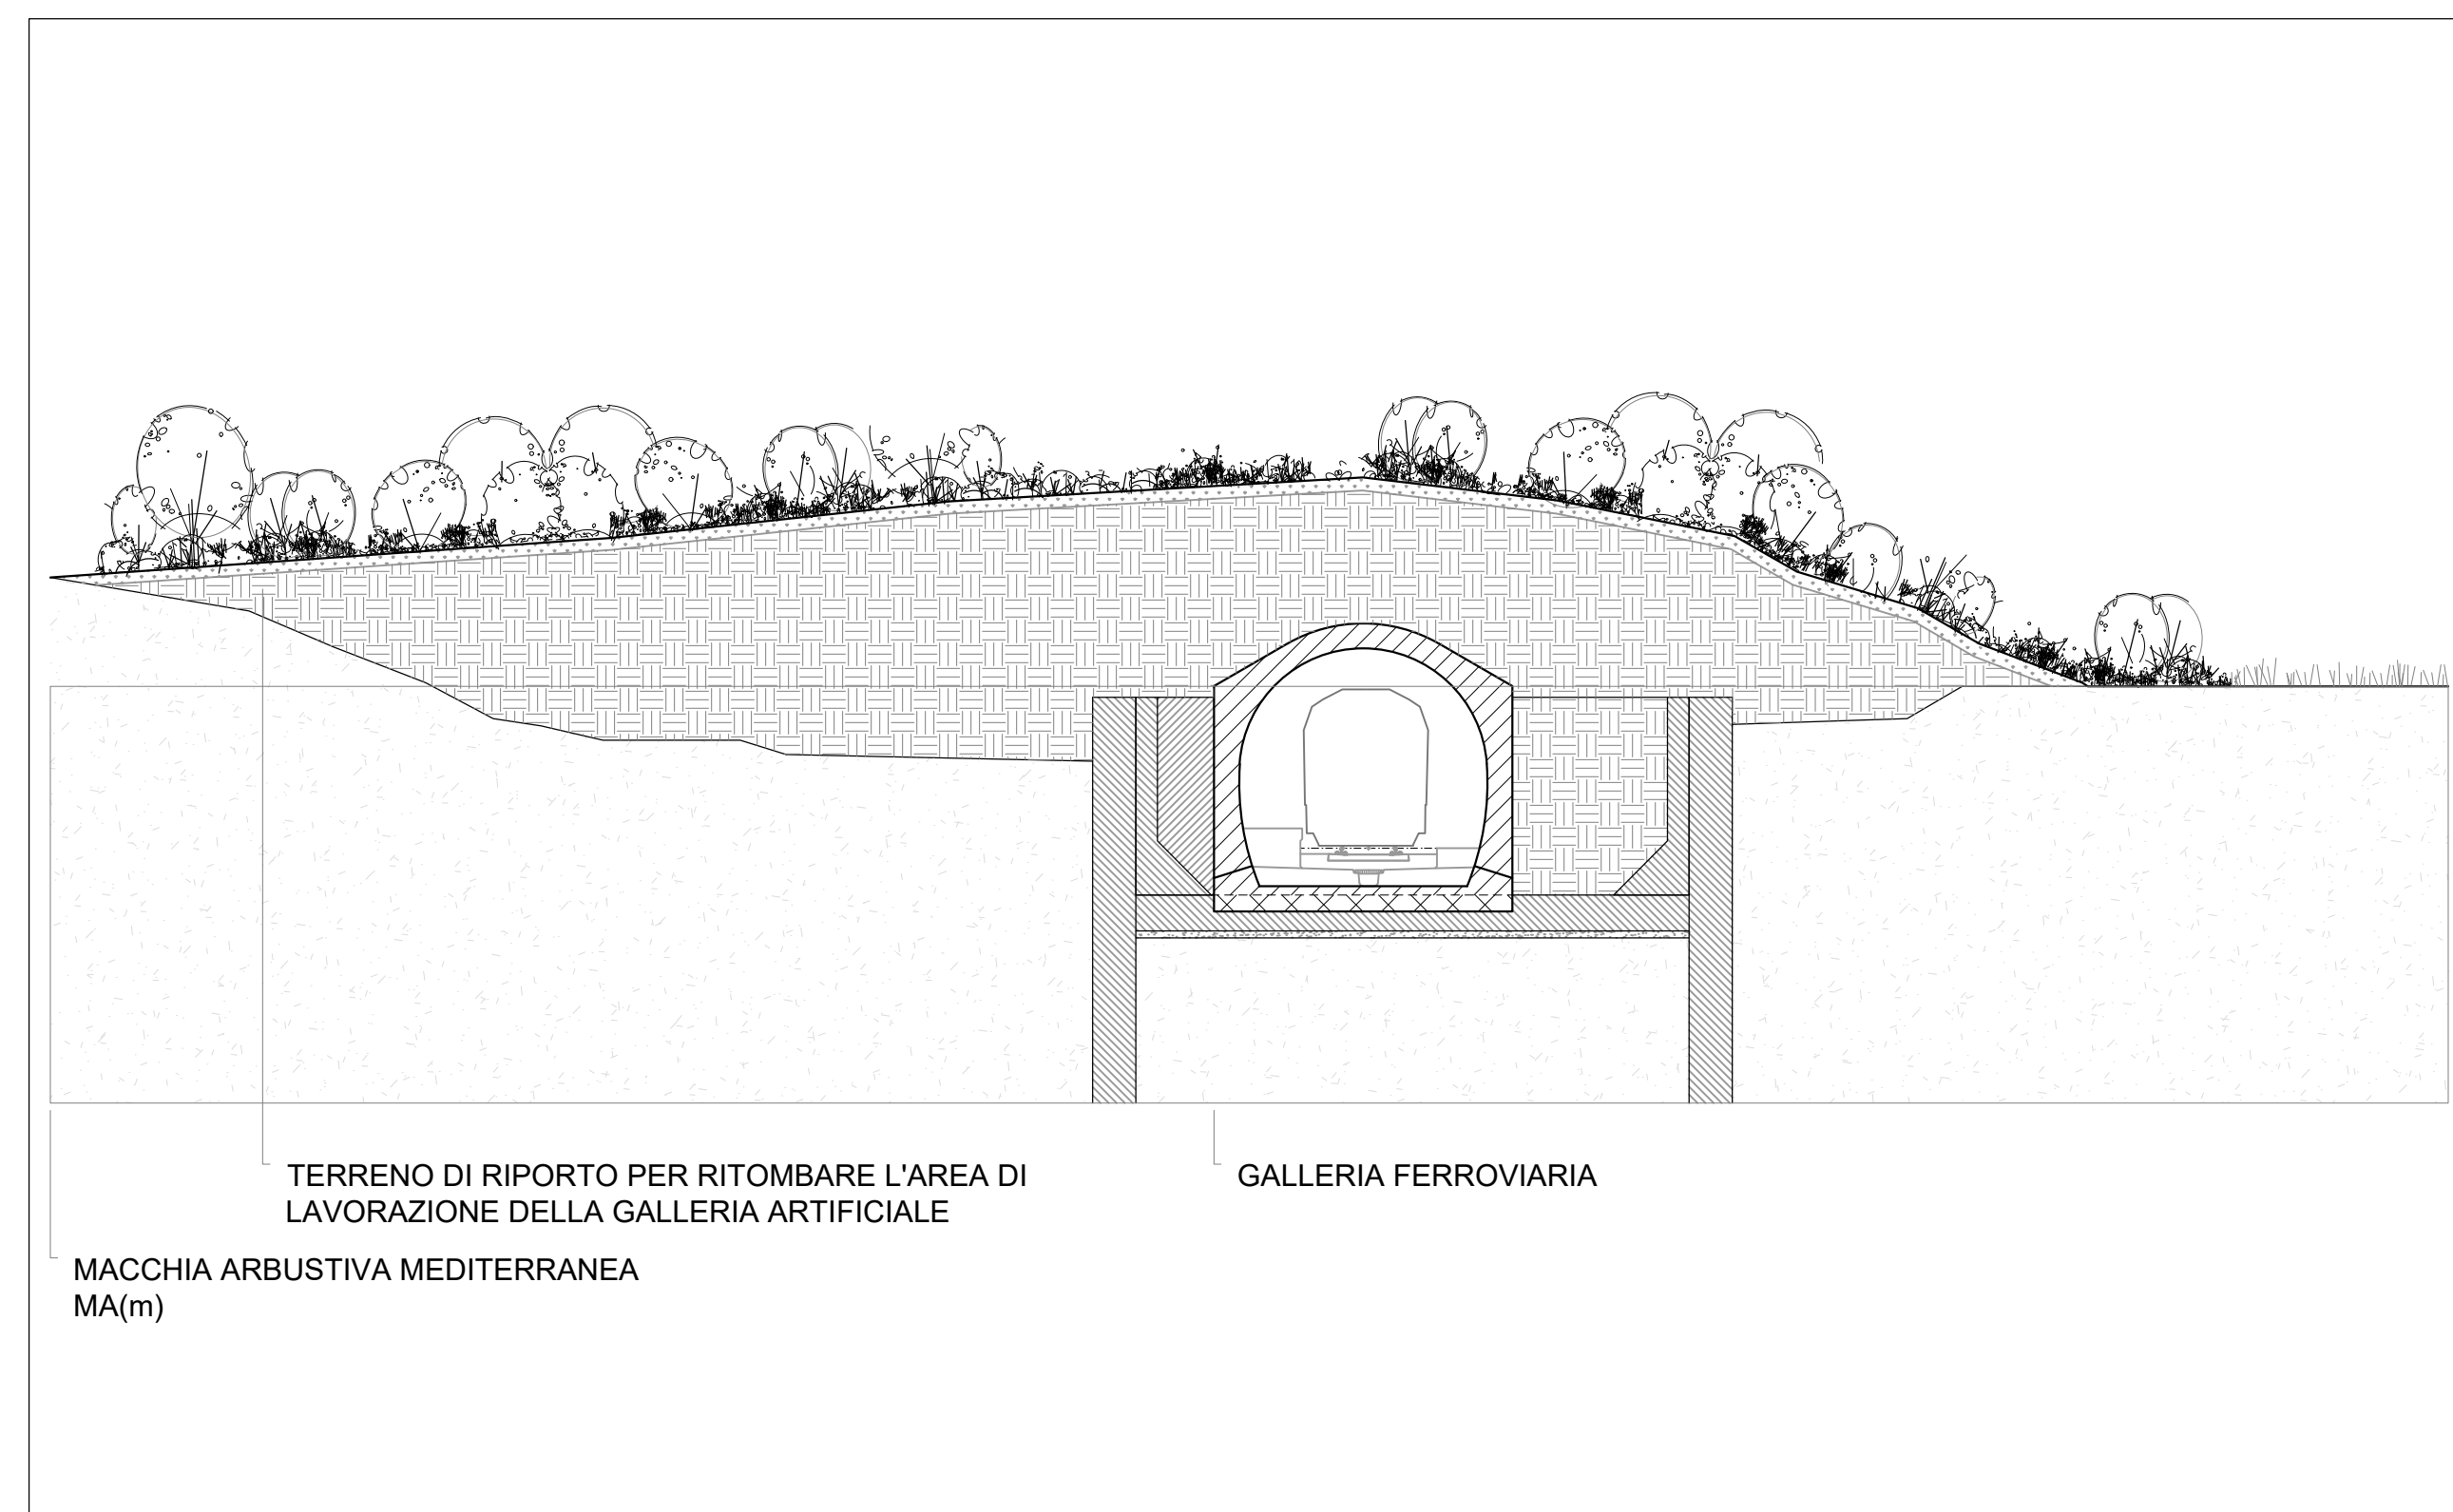 TERRENO DI RIPORTO PER RITOMBARE L'AREA DI
LAVORAZIONE DELLA GALLERIA ARTIFICIALE
GALLERIA FERROVIARIA
MACCHIA ARBUSTIVA MEDITERRANEA
MA(m)